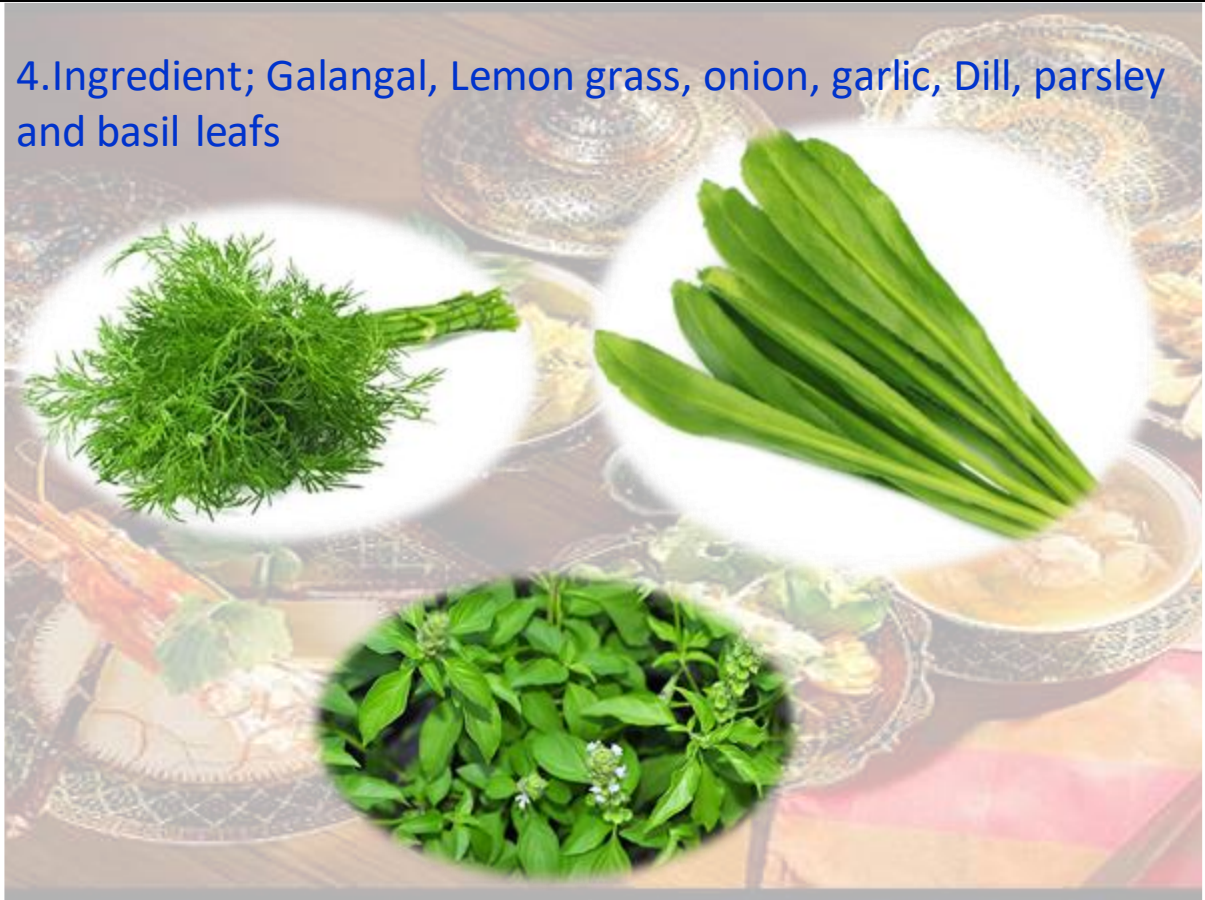 4.Ingredient; Galangal, Lemon grass, onion, garlic, Dill, parsley
and basil leafs